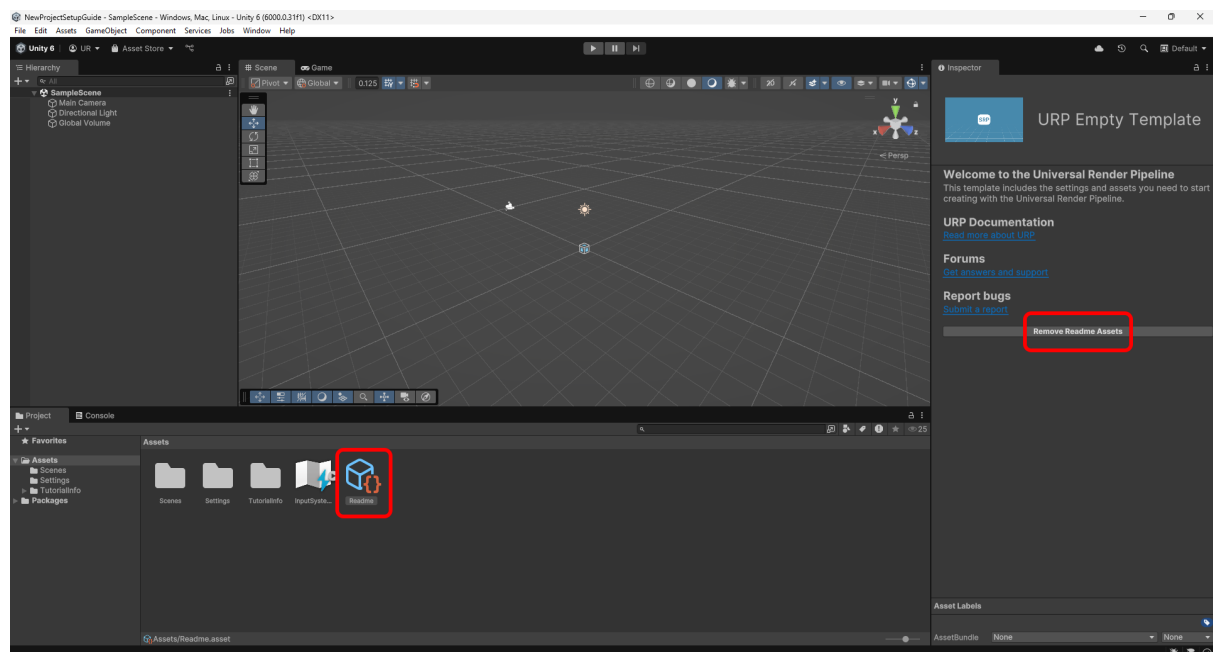 NewProjectSetupGuide - SampleScene - Windows, Mac, Linux - Unity 6 (6000.0.31f1) <DX11>
File Edit Assets GameObject Component Services Jobs Window Help
Unity 6 UR Asset Store Default
Hierarchy
All
SampleScene
Main Camera
Directional Light
Global Volume
Scene Game
Pivot Global 0.125 2D
y
x z
< Persp
Inspector
SRP
URP Empty Template
Welcome to the Universal Render Pipeline
This template includes the settings and assets you need to start
creating with the Universal Render Pipeline.
URP Documentation
Read more about URP
Forums
Get answers and support
Report bugs
Submit a report
Remove Readme Assets
Project Console
25
Favorites
Assets
Scenes
Settings
TutorialInfo
Packages
Assets
Scenes Settings TutorialInfo InputSyste... Readme
Assets/Readme.asset
Asset Labels
AssetBundle None None